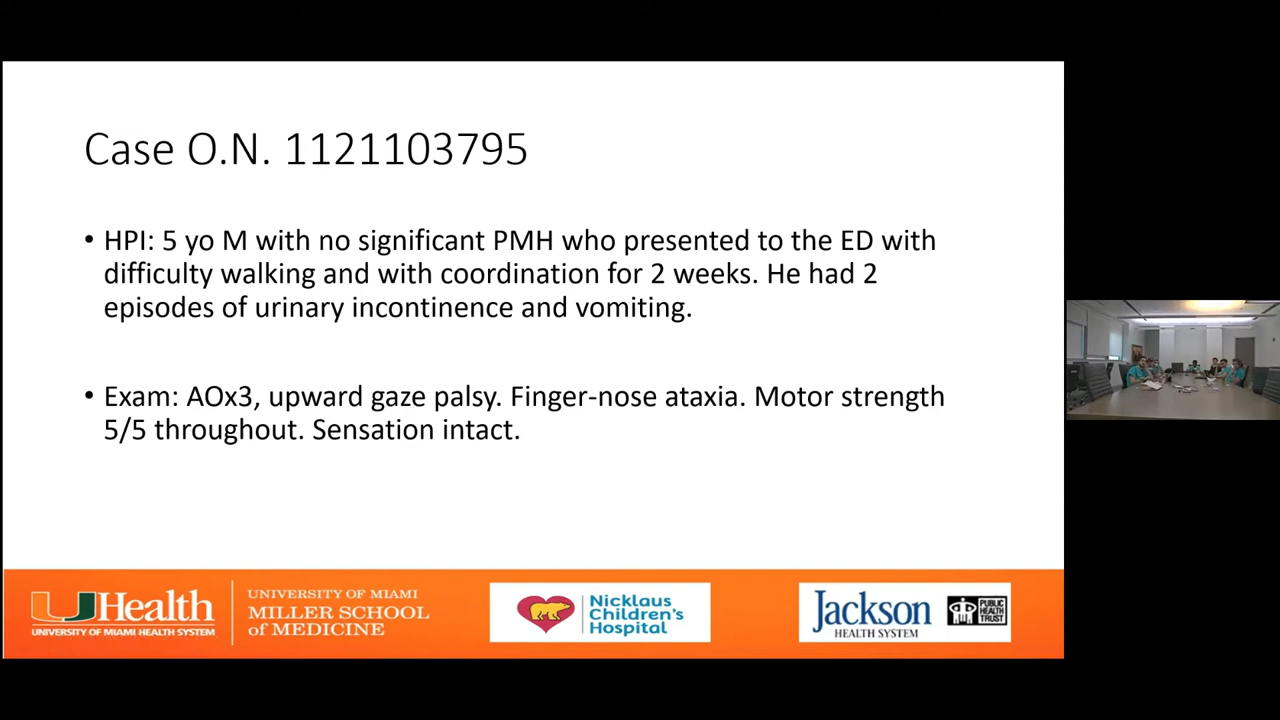 Case O.N. 1121103795
• HPI: 5 yo M with no significant PMH who presented to the ED with
difficulty walking and with coordination for 2 weeks. He had 2
episodes of urinary incontinence and vomiting.
• Exam: AOx3, upward gaze palsy. Finger-nose ataxia. Motor strength
5/5 throughout. Sensation intact.
UHealth
UNIVERSITY OF MIAMI HEALTH SYSTEM
UNIVERSITY OF MIAMI
MILLER SCHOOL
of MEDICINE
Nicklaus
Children's
Hospital
Jackson
HEALTH SYSTEM
PUBLIC
HEALTH
TRUST